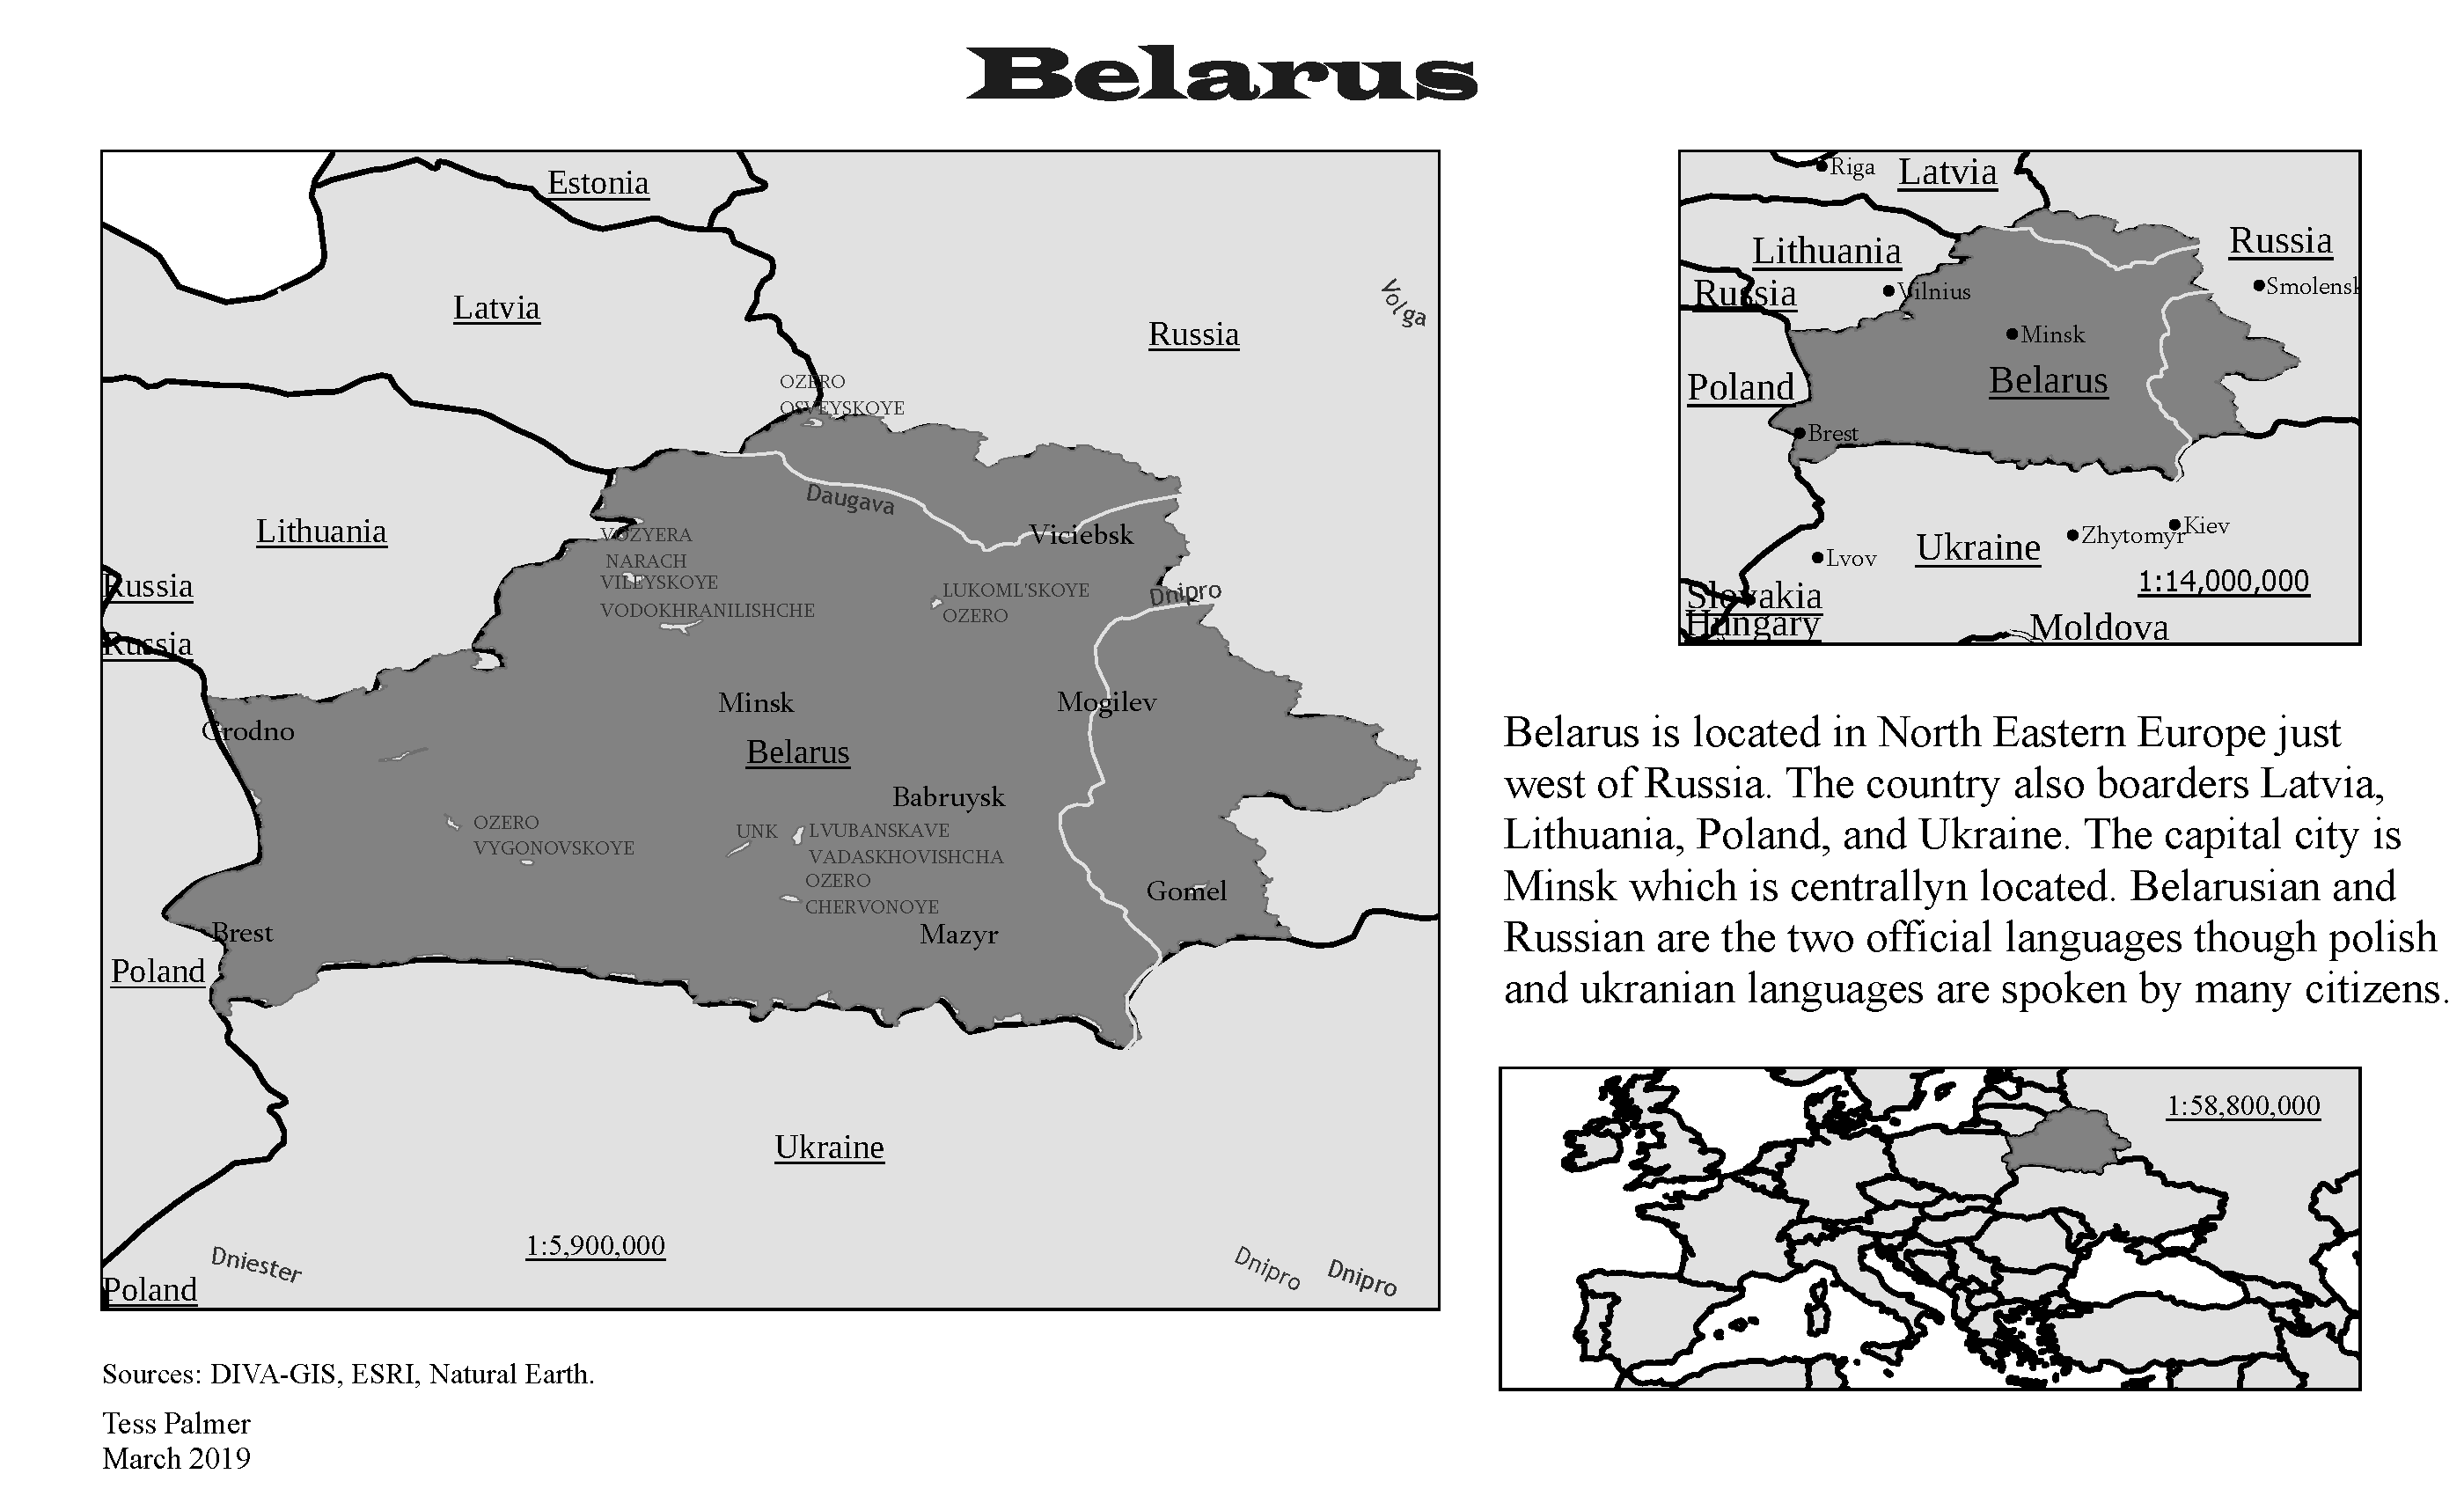 Belarus
Estonia
Latvia
Volga
Russia
OZERO
OSVEYSKOYE
Daugava
Lithuania
VOZYERA
NARACH
Viciebsk
Russia
VILEYSKOYE
VODOKHRANILISHCHE
LUKOML'SKOYE
OZERO
Dnipro
Russia
Minsk
Mogilev
Grodno
Belarus
Babruysk
OZERO
VYGONOVSKOYE
UNK
LVUBANSKAVE
VADASKHOVISHCHA
OZERO
CHERVONOYE
Gomel
Brest
Mazyr
Poland
Ukraine
1:5,900,000
Dniester
Dnipro
Dnipro
Poland
Riga
Latvia
Lithuania
Russia
Russia
Vilnius
Smolensk
Minsk
Poland
Belarus
Brest
Lvov
Ukraine
Zhytomyr
Kiev
1:14,000,000
Slovakia
Hungary
Moldova
Belarus is located in North Eastern Europe just
west of Russia. The country also boarders Latvia,
Lithuania, Poland, and Ukraine. The capital city is
Minsk which is centrallyn located. Belarusian and
Russian are the two official languages though polish
and ukranian languages are spoken by many citizens.
1:58,800,000
Sources: DIVA-GIS, ESRI, Natural Earth.
Tess Palmer
March 2019